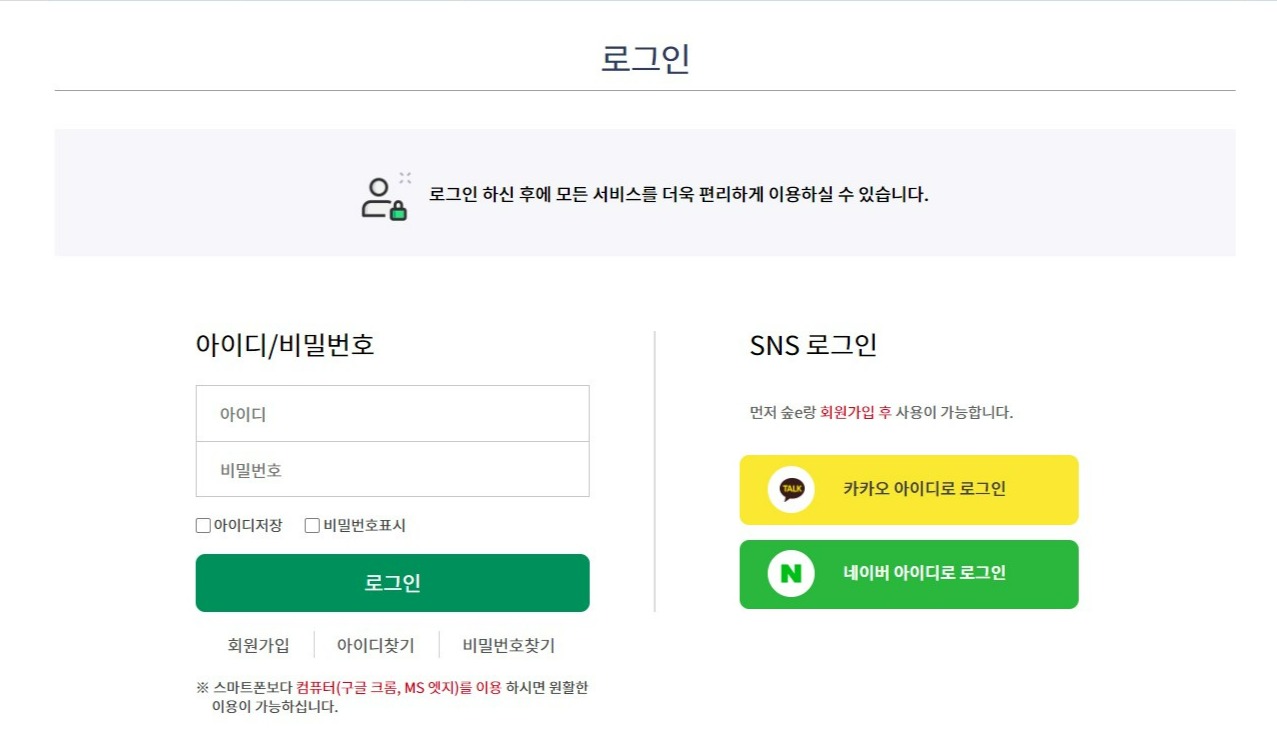 로그인
로그인 하신 후에 모든 서비스를 더욱 편리하게 이용하실 수 있습니다.
아이디/비밀번호
아이디
비밀번호
아이디저장 비밀번호표시
로그인
회원가입 아이디찾기 비밀번호찾기
※ 스마트폰보다 컴퓨터(구글 크롬, MS 엣지)를 이용 하시면 원활한
이용이 가능하십니다.
SNS 로그인
먼저 숲e랑 회원가입 후 사용이 가능합니다.
TALK 카카오 아이디로 로그인
N 네이버 아이디로 로그인